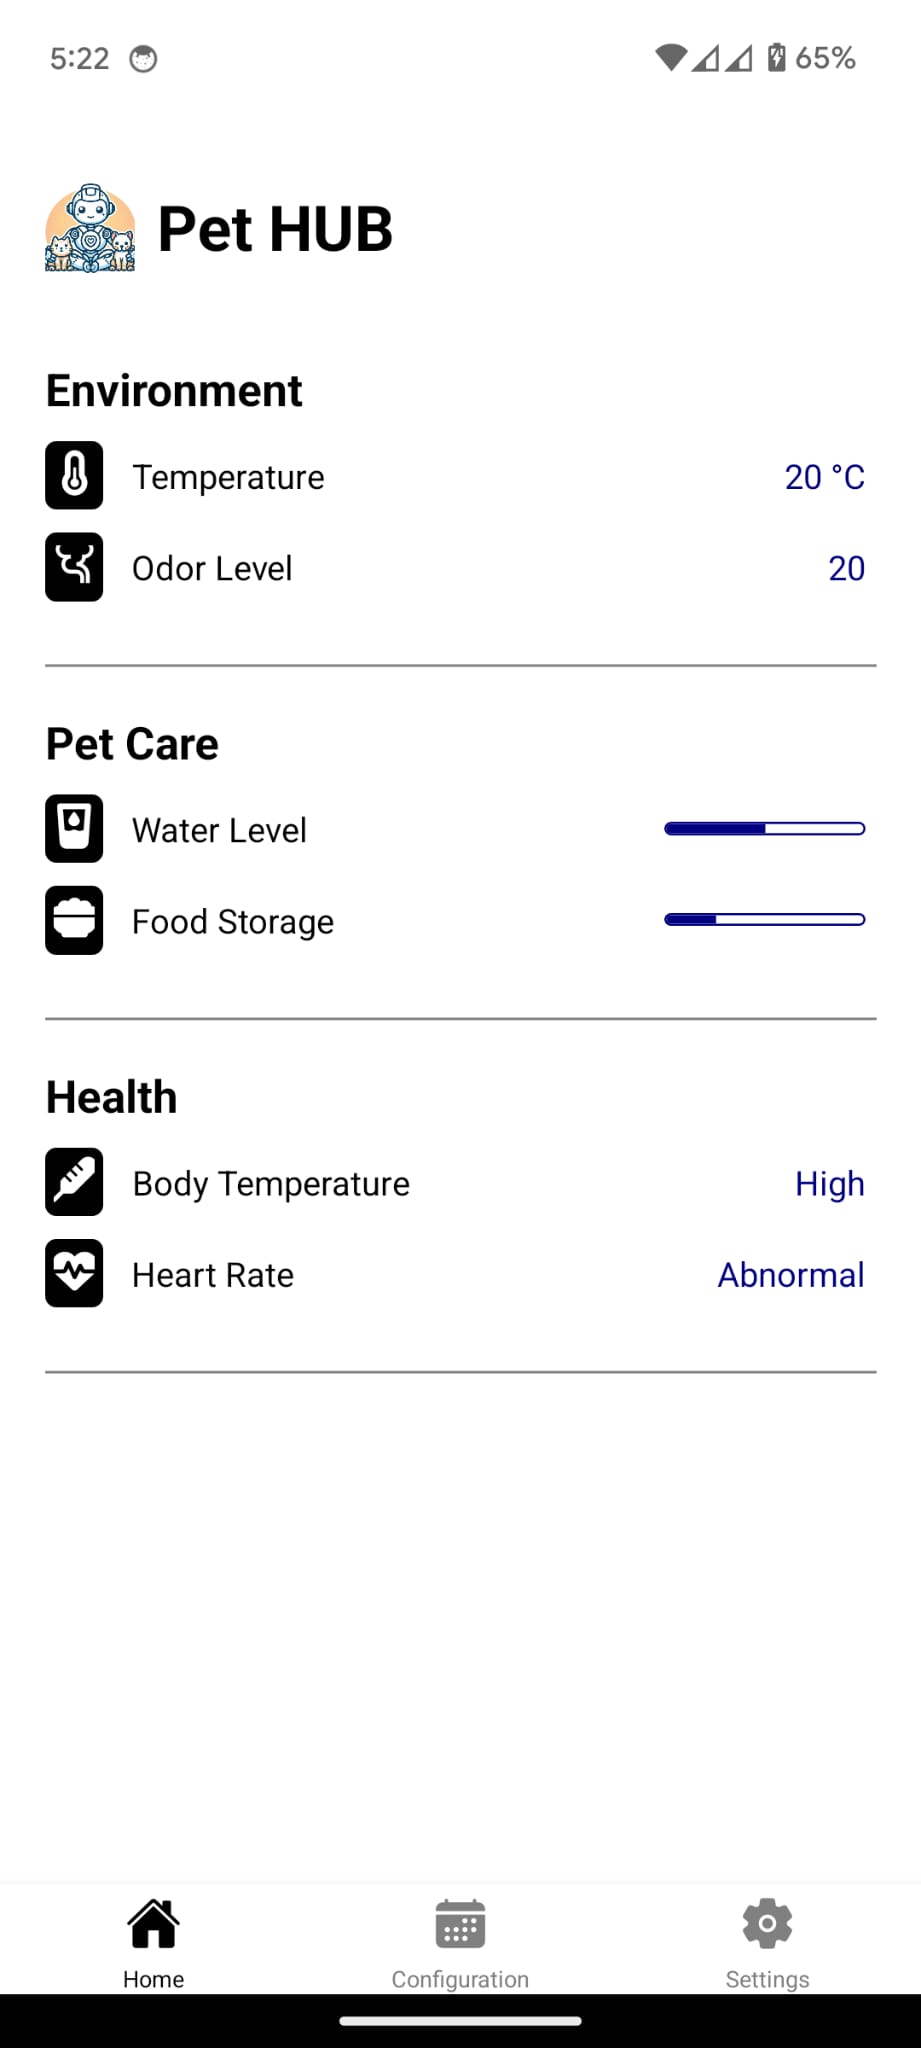 5:22 65%
Pet HUB
Environment
Temperature 20 °C
Odor Level 20
Pet Care
Water Level
Food Storage
Health
Body Temperature High
Heart Rate Abnormal
Home Configuration Settings